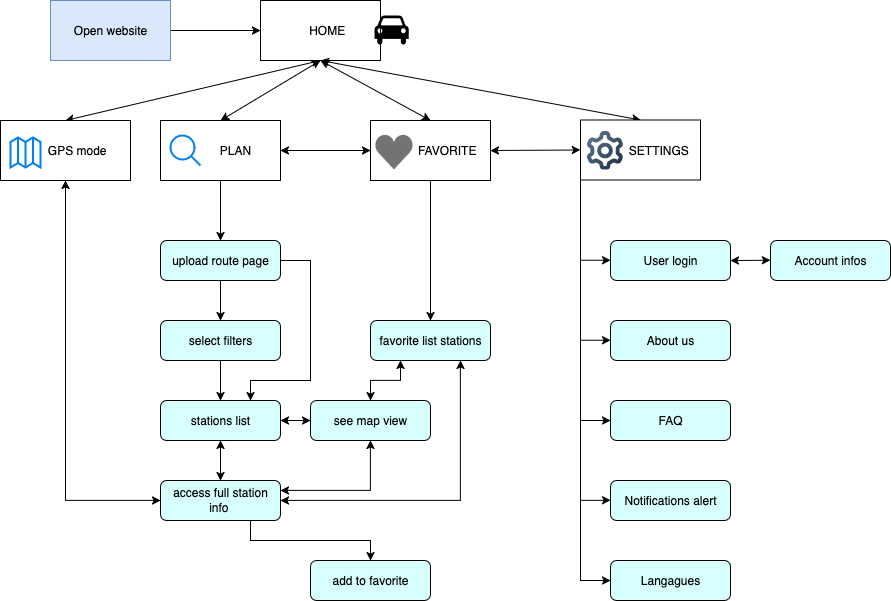 Open website
HOME
GPS mode
PLAN
FAVORITE
SETTINGS
upload route page
User login
Account infos
select filters
favorite list stations
About us
stations list
see map view
FAQ
access full station
info
Notifications alert
add to favorite
Langagues